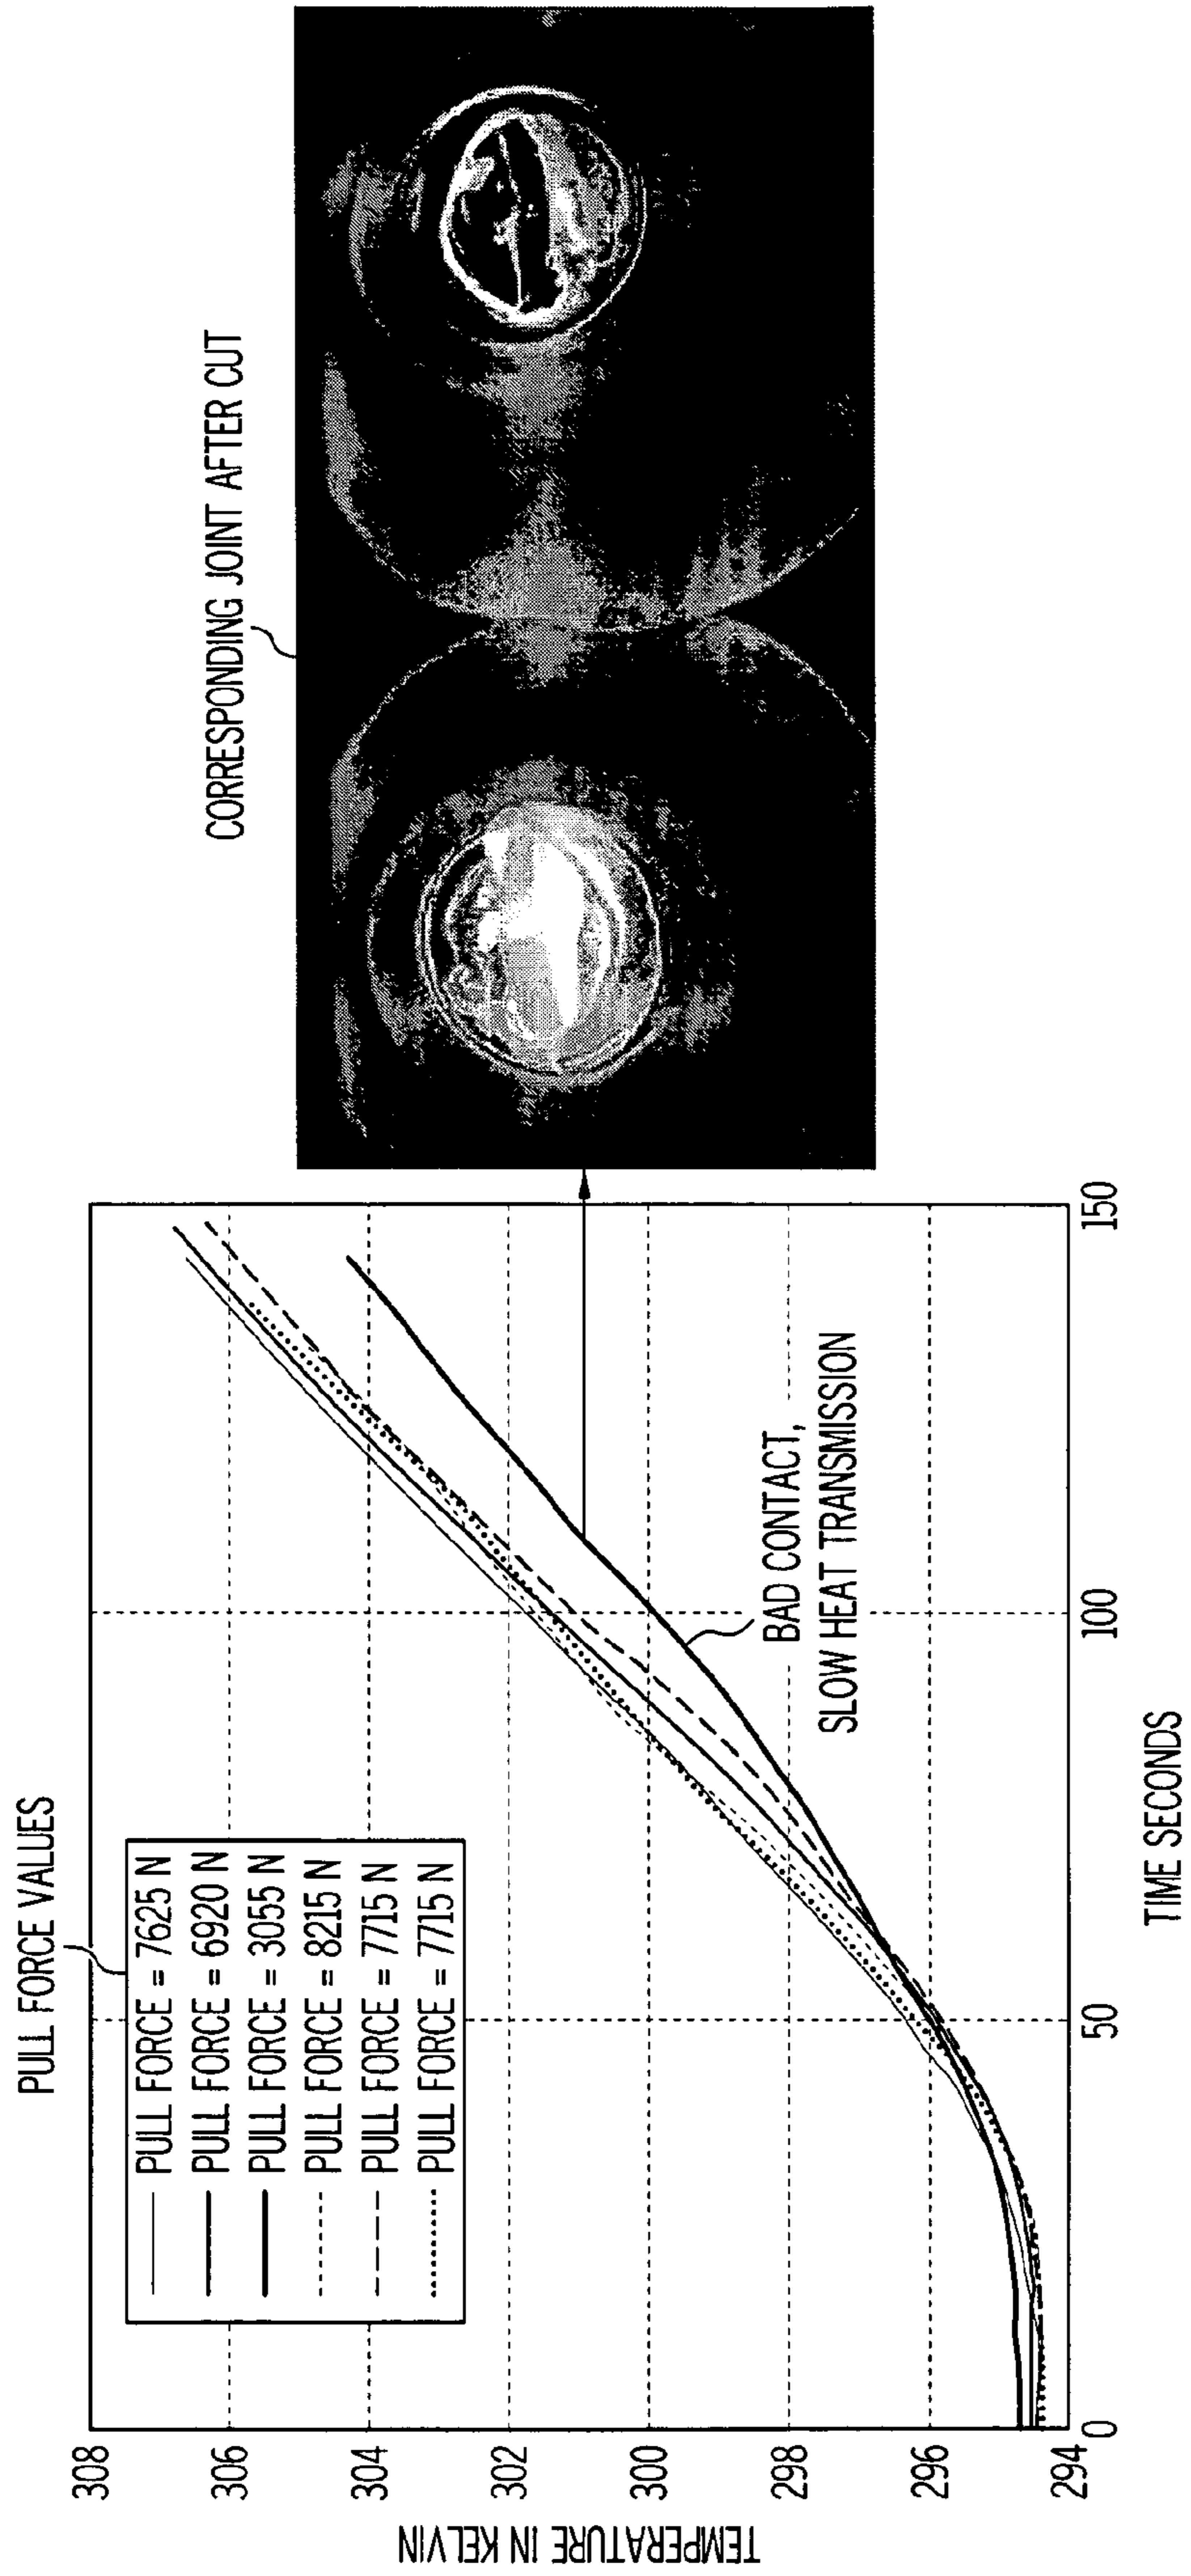 PULL FORCE VALUES
PULL FORCE = 7625 N
PULL FORCE = 6920 N
PULL FORCE = 3055 N
PULL FORCE = 8215 N
PULL FORCE = 7715 N
PULL FORCE = 7715 N
CORRESPONDING JOINT AFTER CUT
TEMPERATURE IN KELVIN
308
306
304
302
300
298
296
294
BAD CONTACT,
SLOW HEAT TRANSMISSION
0
50
100
150
TIME SECONDS